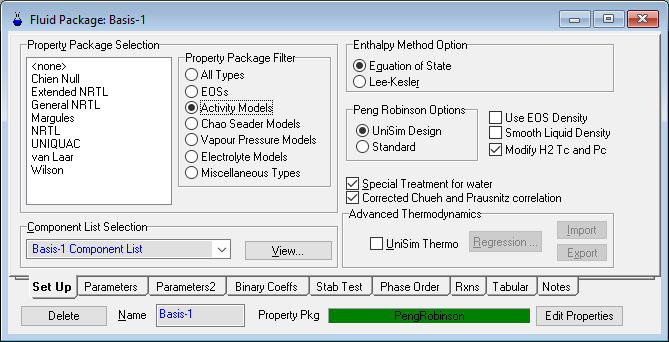 Fluid Package: Basis-1
Property Package Selection
<none>
Chien Null
Extended NRTL
General NRTL
Margules
NRTL
UNIQUAC
van Laar
Wilson
Property Package Filter
All Types
EOSs
Activity Models
Chao Seader Models
Vapour Pressure Models
Electrolyte Models
Miscellaneous Types
Component List Selection
Basis-1 Component List
View...
Enthalpy Method Option
Equation of State
Lee-Kesler
Peng Robinson Options
UniSim Design
Standard
Use EOS Density
Smooth Liquid Density
Modify H2 Tc and Pc
Special Treatment for water
Corrected Chueh and Prausnitz correlation
Advanced Thermodynamics
UniSim Thermo
Regression ...
Import
Export
Set Up
Parameters
Parameters2
Binary Coeffs
Stab Test
Phase Order
Rxns
Tabular
Notes
Delete
Name
Basis-1
Property Pkg
PengRobinson
Edit Properties